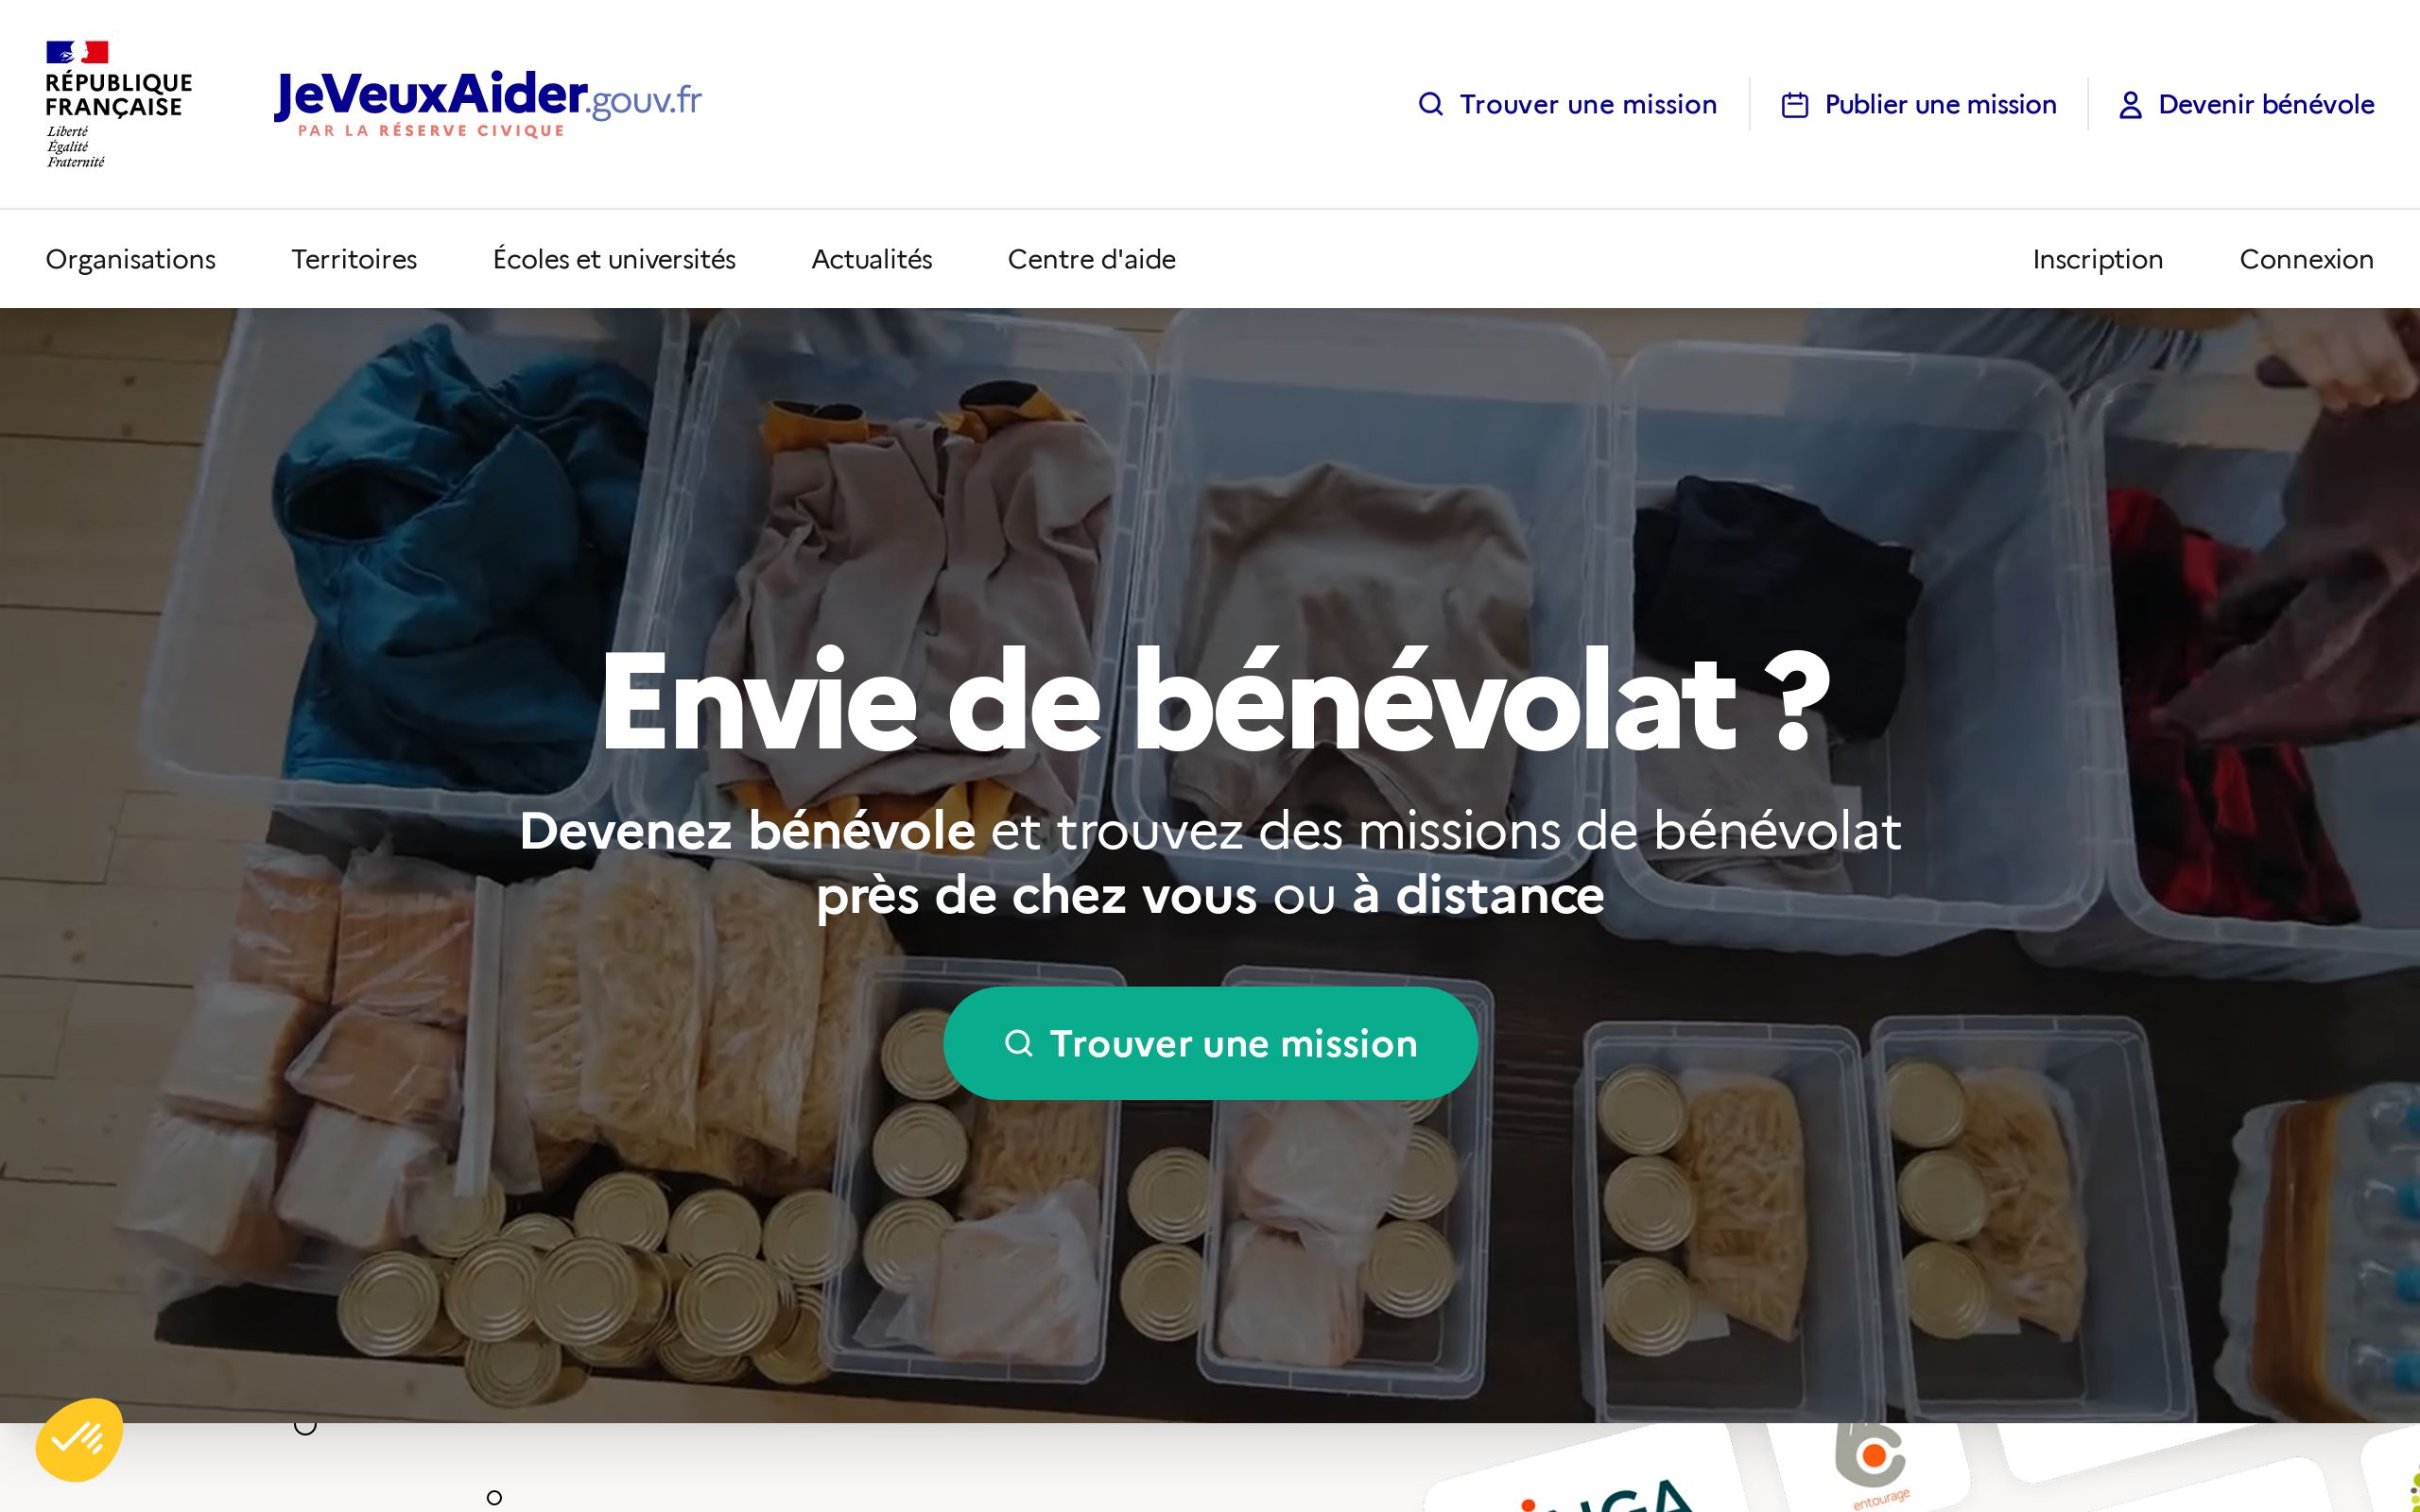 RÉPUBLIQUE
FRANÇAISE
Liberté
Égalité
Fraternité
JeVeuxAider.gouv.fr
PAR LA RÉSERVE CIVIQUE
Trouver une mission
Publier une mission
Devenir bénévole
Organisations
Territoires
Écoles et universités
Actualités
Centre d'aide
Inscription
Connexion
Envie de bénévolat ?
Devenez bénévole et trouvez des missions de bénévolat
près de chez vous ou à distance
Trouver une mission
entourage